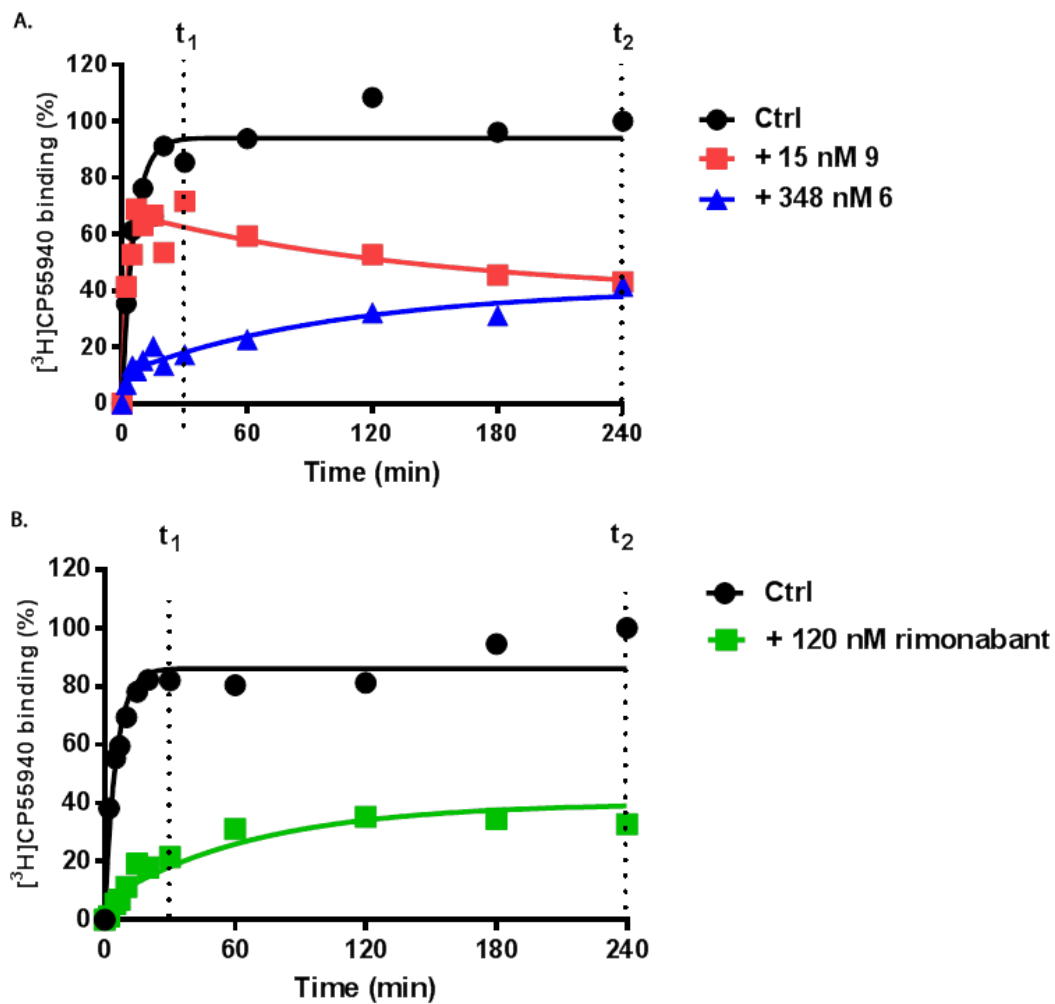 A.
t1 t2
120
100
80
60
40
20
0
[³H]CP55940 binding (%)
0 60 120 180 240
Time (min)
Ctrl
+ 15 nM 9
+ 348 nM 6
B.
t1 t2
120
100
80
60
40
20
0
[³H]CP55940 binding (%)
0 60 120 180 240
Time (min)
Ctrl
+ 120 nM rimonabant